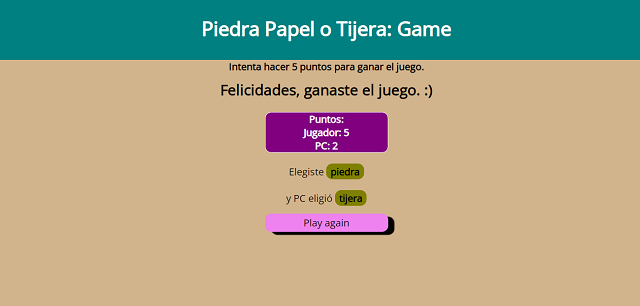 Piedra Papel o Tijera: Game
Intenta hacer 5 puntos para ganar el juego.
Felicidades, ganaste el juego. :)
Puntos:
Jugador: 5
PC: 2
Elegiste piedra
y PC eligió tijera
Play again